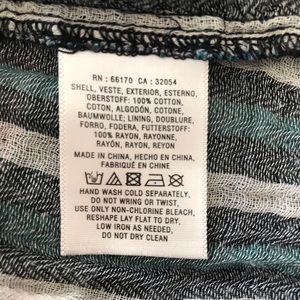 RN : 66170 CA : 32054
SHELL, VESTE, EXTERIOR, ESTERNO,
OBERSTOFF: 100% COTTON,
COTON, ALGODÓN, COTONE,
BAUMWOLLE; LINING, DOUBLURE,
FORRO, FODERA, FUTTERSTOFF:
100% RAYON, RAYONNE,
RAYÓN, RAYON, REYON
MADE IN CHINA, HECHO EN CHINA,
FABRIQUÉ EN CHINE
HAND WASH COLD SEPARATELY,
DO NOT WRING OR TWIST,
USE ONLY NON-CHLORINE BLEACH,
RESHAPE LAY FLAT TO DRY,
LOW IRON AS NEEDED,
DO NOT DRY CLEAN